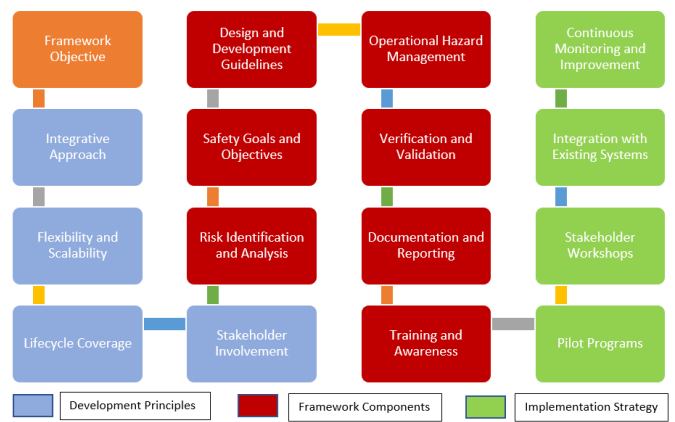 Framework
Objective
Design and
Development
Guidelines
Operational Hazard
Management
Continuous
Monitoring and
Improvement
Integrative
Approach
Safety Goals and
Objectives
Verification and
Validation
Integration with
Existing Systems
Flexibility and
Scalability
Risk Identification
and Analysis
Documentation and
Reporting
Stakeholder
Workshops
Lifecycle Coverage
Stakeholder
Involvement
Training and
Awareness
Pilot Programs
Development Principles
Framework Components
Implementation Strategy